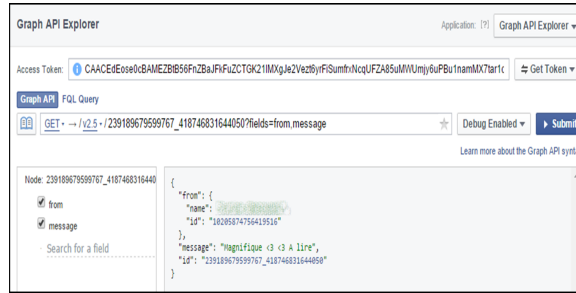 Graph API Explorer
Application: [?] Graph API Explorer
Access Token: CAACEdEose0cBAMEZBtB56FnZBaJFkFuZCTGK21IMXgJe2Vezt6yrFiSumfrxNcqUFZA85uMWUmjy6uPBu1namMX7tar1c Get Token
Graph API FQL Query
GET → / v2.5 / 239189679599767_418746831644050?fields=from,message Debug Enabled Submit
Learn more about the Graph API synta
Node: 239189679599767_4187468316440
from
message
Search for a field
{
"from": {
"name":
"id": "10205874756419516"
},
"message": "Magnifique <3 <3 A lire",
"id": "239189679599767_418746831644050"
}